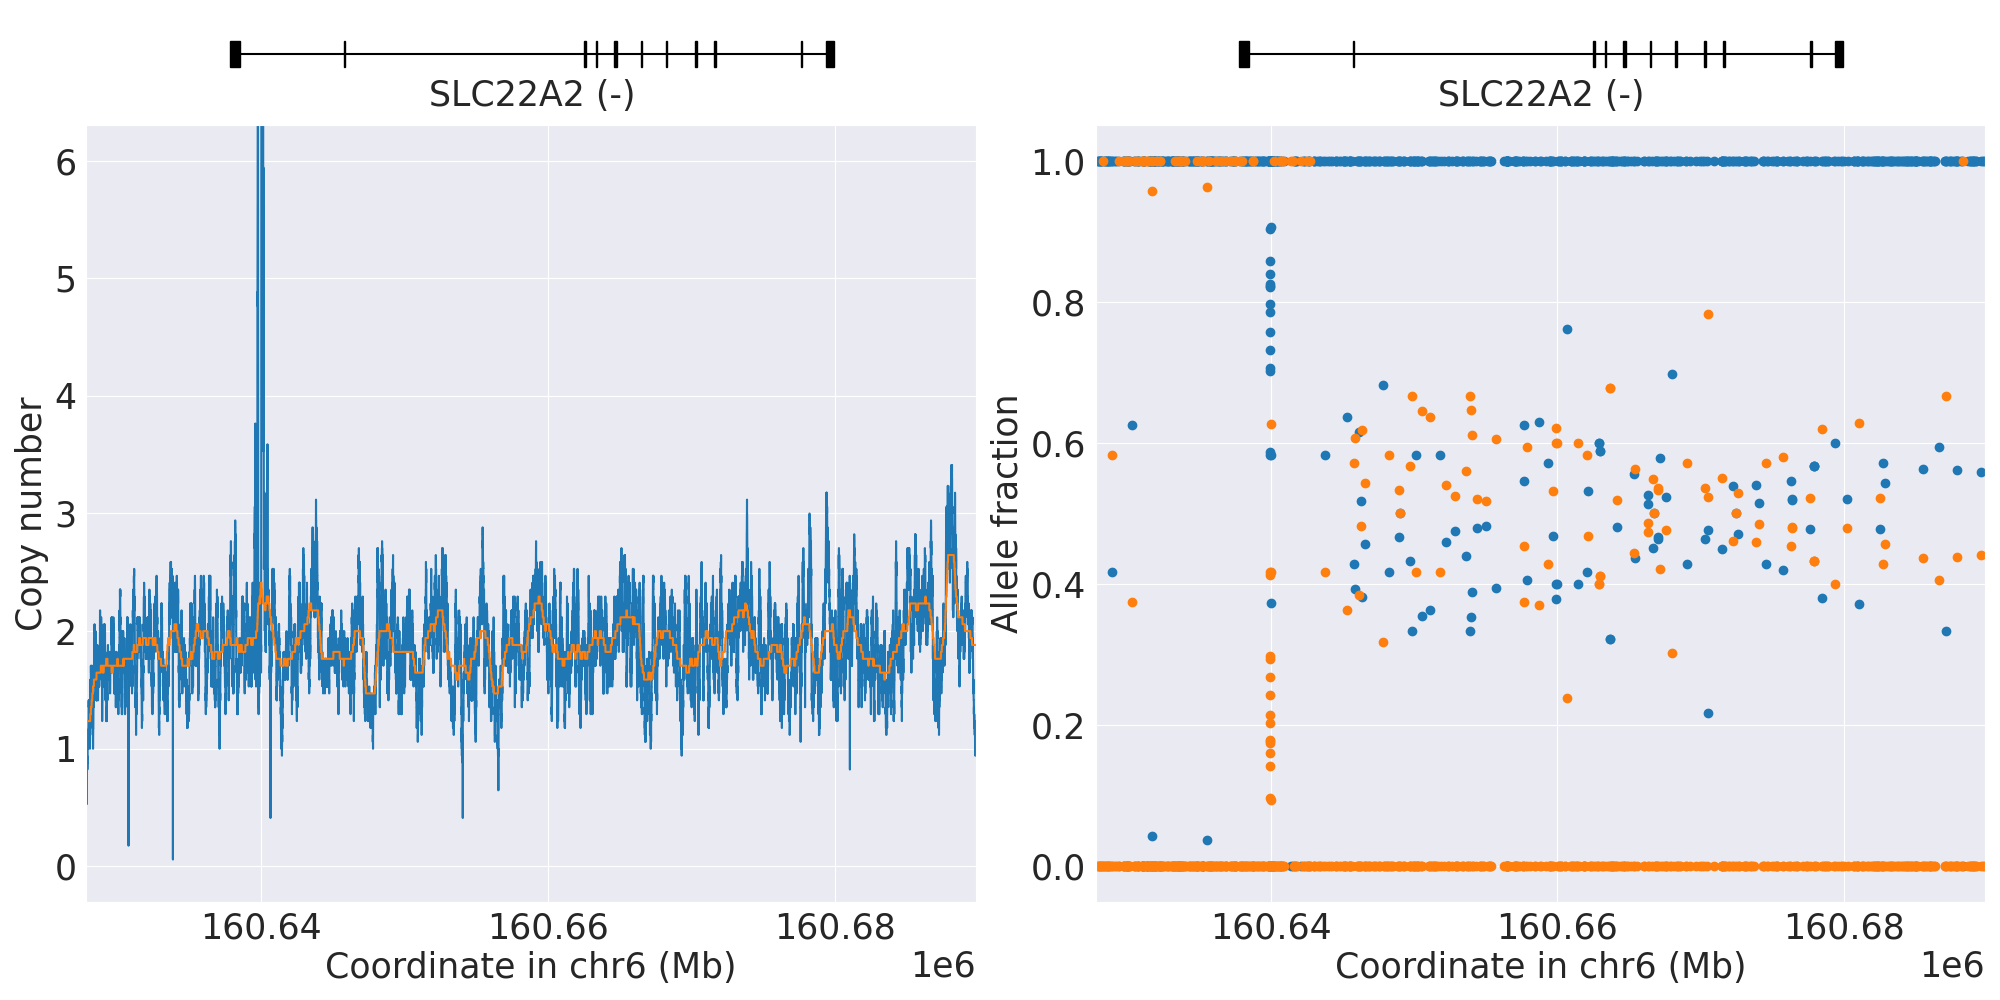 SLC22A2 (-)
6
5
4
3
2
1
0
Copy number
160.64 160.66 160.68
Coordinate in chr6 (Mb) 1e6
SLC22A2 (-)
1.0
0.8
0.6
0.4
0.2
0.0
Allele fraction
160.64 160.66 160.68
Coordinate in chr6 (Mb) 1e6